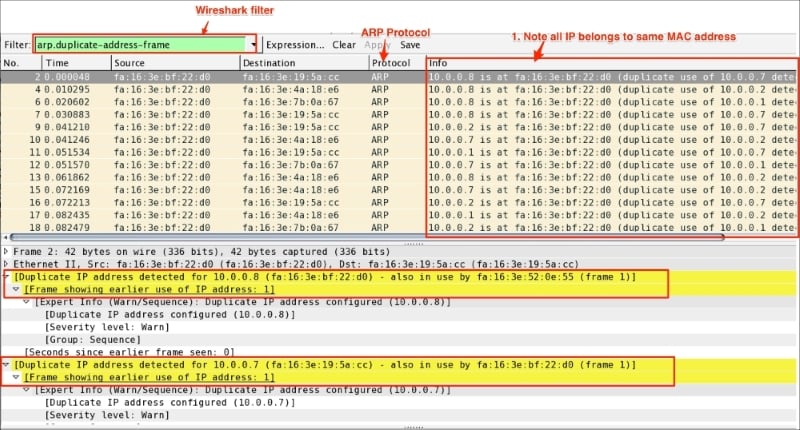 Wireshark filter
ARP Protocol
1. Note all IP belongs to same MAC address
Filter: arp.duplicate-address-frame Expression... Clear Apply Save
No. Time Source Destination Protocol Info
2 0.000048 fa:16:3e:bf:22:d0 fa:16:3e:19:5a:cc ARP 10.0.0.8 is at fa:16:3e:bf:22:d0 (duplicate use of 10.0.0.7 dete
4 0.010295 fa:16:3e:bf:22:d0 fa:16:3e:4a:18:e6 ARP 10.0.0.8 is at fa:16:3e:bf:22:d0 (duplicate use of 10.0.0.2 dete
6 0.020602 fa:16:3e:bf:22:d0 fa:16:3e:7b:0a:67 ARP 10.0.0.8 is at fa:16:3e:bf:22:d0 (duplicate use of 10.0.0.1 dete
7 0.030883 fa:16:3e:bf:22:d0 fa:16:3e:19:5a:cc ARP 10.0.0.8 is at fa:16:3e:bf:22:d0 (duplicate use of 10.0.0.7 dete
9 0.041210 fa:16:3e:bf:22:d0 fa:16:3e:19:5a:cc ARP 10.0.0.2 is at fa:16:3e:bf:22:d0 (duplicate use of 10.0.0.7 dete
10 0.041246 fa:16:3e:bf:22:d0 fa:16:3e:4a:18:e6 ARP 10.0.0.7 is at fa:16:3e:bf:22:d0 (duplicate use of 10.0.0.2 dete
11 0.051534 fa:16:3e:bf:22:d0 fa:16:3e:19:5a:cc ARP 10.0.0.1 is at fa:16:3e:bf:22:d0 (duplicate use of 10.0.0.7 dete
12 0.051570 fa:16:3e:bf:22:d0 fa:16:3e:7b:0a:67 ARP 10.0.0.7 is at fa:16:3e:bf:22:d0 (duplicate use of 10.0.0.1 dete
13 0.061862 fa:16:3e:bf:22:d0 fa:16:3e:4a:18:e6 ARP 10.0.0.8 is at fa:16:3e:bf:22:d0 (duplicate use of 10.0.0.2 dete
15 0.072169 fa:16:3e:bf:22:d0 fa:16:3e:4a:18:e6 ARP 10.0.0.7 is at fa:16:3e:bf:22:d0 (duplicate use of 10.0.0.2 dete
16 0.072213 fa:16:3e:bf:22:d0 fa:16:3e:19:5a:cc ARP 10.0.0.2 is at fa:16:3e:bf:22:d0 (duplicate use of 10.0.0.7 dete
17 0.082435 fa:16:3e:bf:22:d0 fa:16:3e:4a:18:e6 ARP 10.0.0.1 is at fa:16:3e:bf:22:d0 (duplicate use of 10.0.0.2 dete
18 0.082479 fa:16:3e:bf:22:d0 fa:16:3e:7b:0a:67 ARP 10.0.0.2 is at fa:16:3e:bf:22:d0 (duplicate use of 10.0.0.1 dete
Frame 2: 42 bytes on wire (336 bits), 42 bytes captured (336 bits)
Ethernet II, Src: fa:16:3e:bf:22:d0 (fa:16:3e:bf:22:d0), Dst: fa:16:3e:19:5a:cc (fa:16:3e:19:5a:cc)
[Duplicate IP address detected for 10.0.0.8 (fa:16:3e:bf:22:d0) - also in use by fa:16:3e:52:0e:55 (frame 1)]
[Frame showing earlier use of IP address: 1]
[Expert Info (Warn/Sequence): Duplicate IP address configured (10.0.0.8)]
[Duplicate IP address configured (10.0.0.8)]
[Severity level: Warn]
[Group: Sequence]
[Seconds since earlier frame seen: 0]
[Duplicate IP address detected for 10.0.0.7 (fa:16:3e:19:5a:cc) - also in use by fa:16:3e:bf:22:d0 (frame 1)]
[Frame showing earlier use of IP address: 1]
[Expert Info (Warn/Sequence): Duplicate IP address configured (10.0.0.7)]
[Duplicate IP address configured (10.0.0.7)]
[Severity level: Warn]
[Group: Sequence]